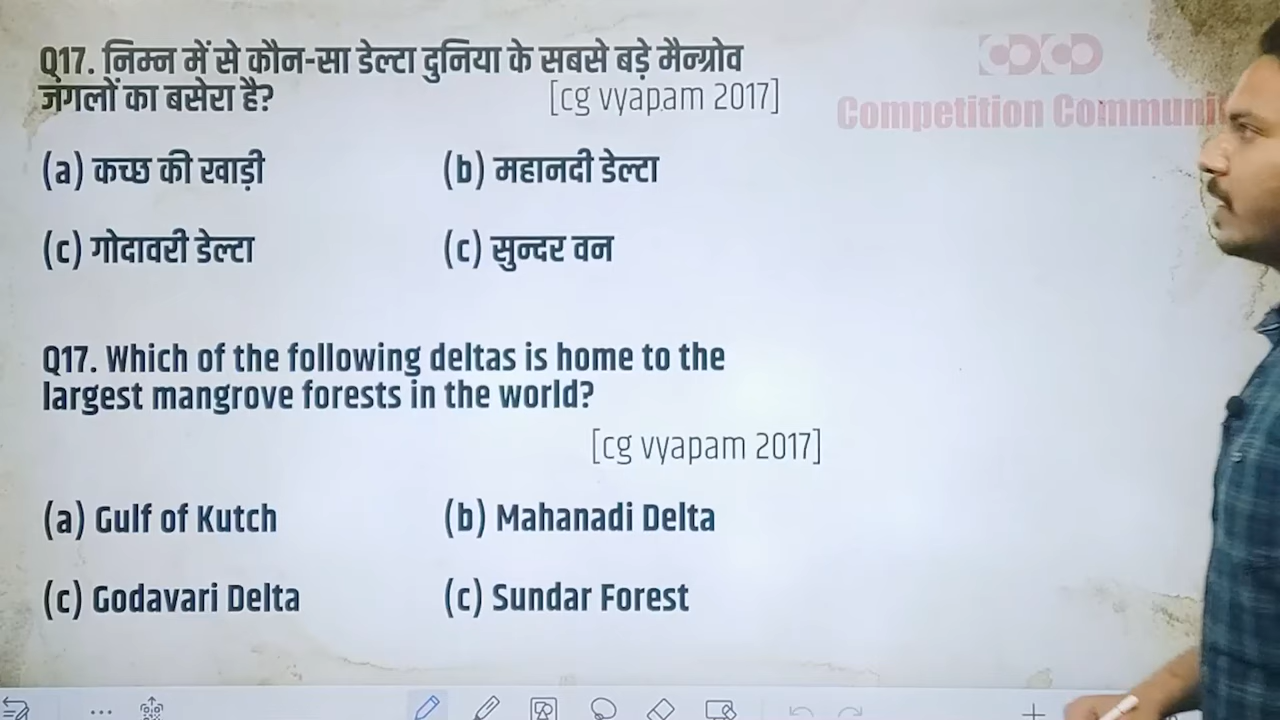 Q17. निम्न में से कौन-सा डेल्टा दुनिया के सबसे बड़े मैन्ग्रोव
जंगलों का बसेरा है? [cg vyapam 2017]
Competition Communi
(a) कच्छ की खाड़ी (b) महानदी डेल्टा
(c) गोदावरी डेल्टा (c) सुन्दर वन
Q17. Which of the following deltas is home to the
largest mangrove forests in the world?
[cg vyapam 2017]
(a) Gulf of Kutch (b) Mahanadi Delta
(c) Godavari Delta (c) Sundar Forest